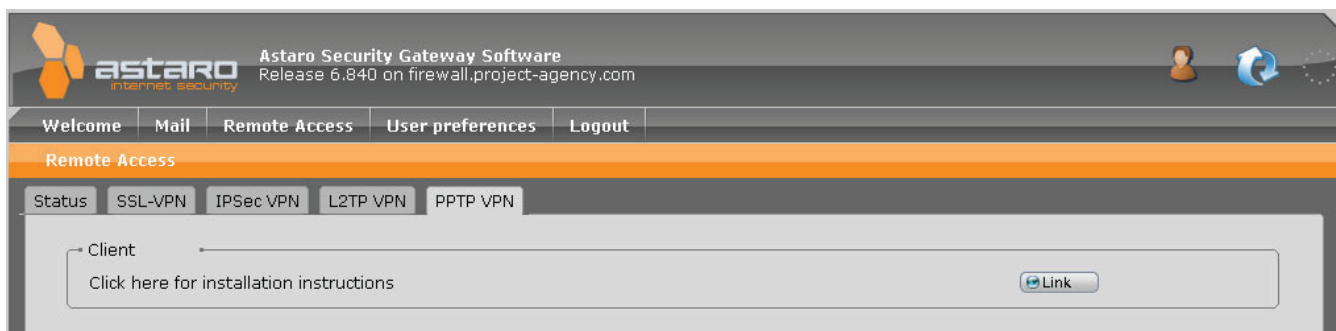 astaro
internet security
Astaro Security Gateway Software
Release 6.840 on firewall.project-agency.com
Welcome Mail Remote Access User preferences Logout
Remote Access
Status SSL-VPN IPSec VPN L2TP VPN PPTP VPN
Client
Click here for installation instructions Link